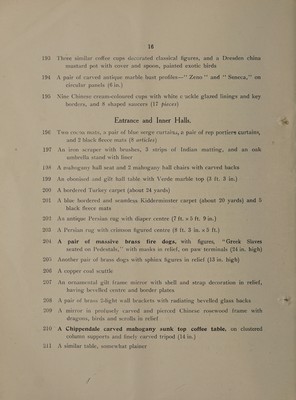 16
193 Three similar coffee cups decorated classical figures, and a Dresden china
mustard pot with cover and spoon, painted exotic birds
194 A pair of carved antique marble bust profiles—" Zeno " and " Seneca," on
circular panels (6 in.)
195 Nine Chinese cream-coloured cups with white crackle glazed linings and key
borders, and 8 saucers (17 pieces)
Entrance and Inner Halls.
196 Two cocoa mats, a pair of blue serge curtains, a pair of rep portiere curtains,
and 2 black fleece mats (8 articles)
197 An iron scraper with brushes, 3 strips of Indian matting, and an oak
umbrella stand with liner
198 A mahogany hall seat and 2 mahogany hall chairs with carved backs
199 An ebonised and gilt hall table with Verde marble top (3 ft. 3 in.)
200 A bordered Turkey carpet (about 24 yards)
201 A blue bordered and seamless Kidderminster carpet (about 20 yards) and 5
black fleece mats
202 An antique Persian rug with diaper centre (7 ft. × 5 ft. 9 in.)
203 A Persian rug with crimson figured centre (8 ft. 3 in. × 5 ft.)
204 A pair of massive brass fire dogs, with figures, "Greek Slaves
seated on Pedestals," with masks in relief, on paw terminals (24 in. high)
205 Another pair of brass dogs with sphinx figures in relief (13 in. high)
206 A copper coal scuttle
207 An ornamental gilt frame mirror with shell and strap decoration in relief,
having bevelled centre and border plates
208 A pair of brass 2-light wall brackets with radiating bevelled glass backs
209 A mirror in profusely carved and pierced Chinese rosewood frame with
dragons, birds and scrolls in relief
210 A Chippendale carved mahogany sunk top coffee table, on clustered
column supports and finely carved tripod (14 in.)
211 A similar table, somewhat plainer